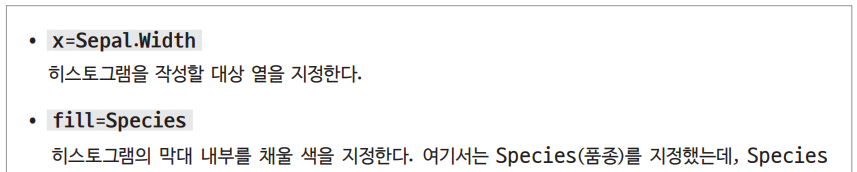 • x=Sepal.Width
히스토그램을 작성할 대상 열을 지정한다.
• fill=Species
히스토그램의 막대 내부를 채울 색을 지정한다. 여기서는 Species(품종)를 지정했는데, Species